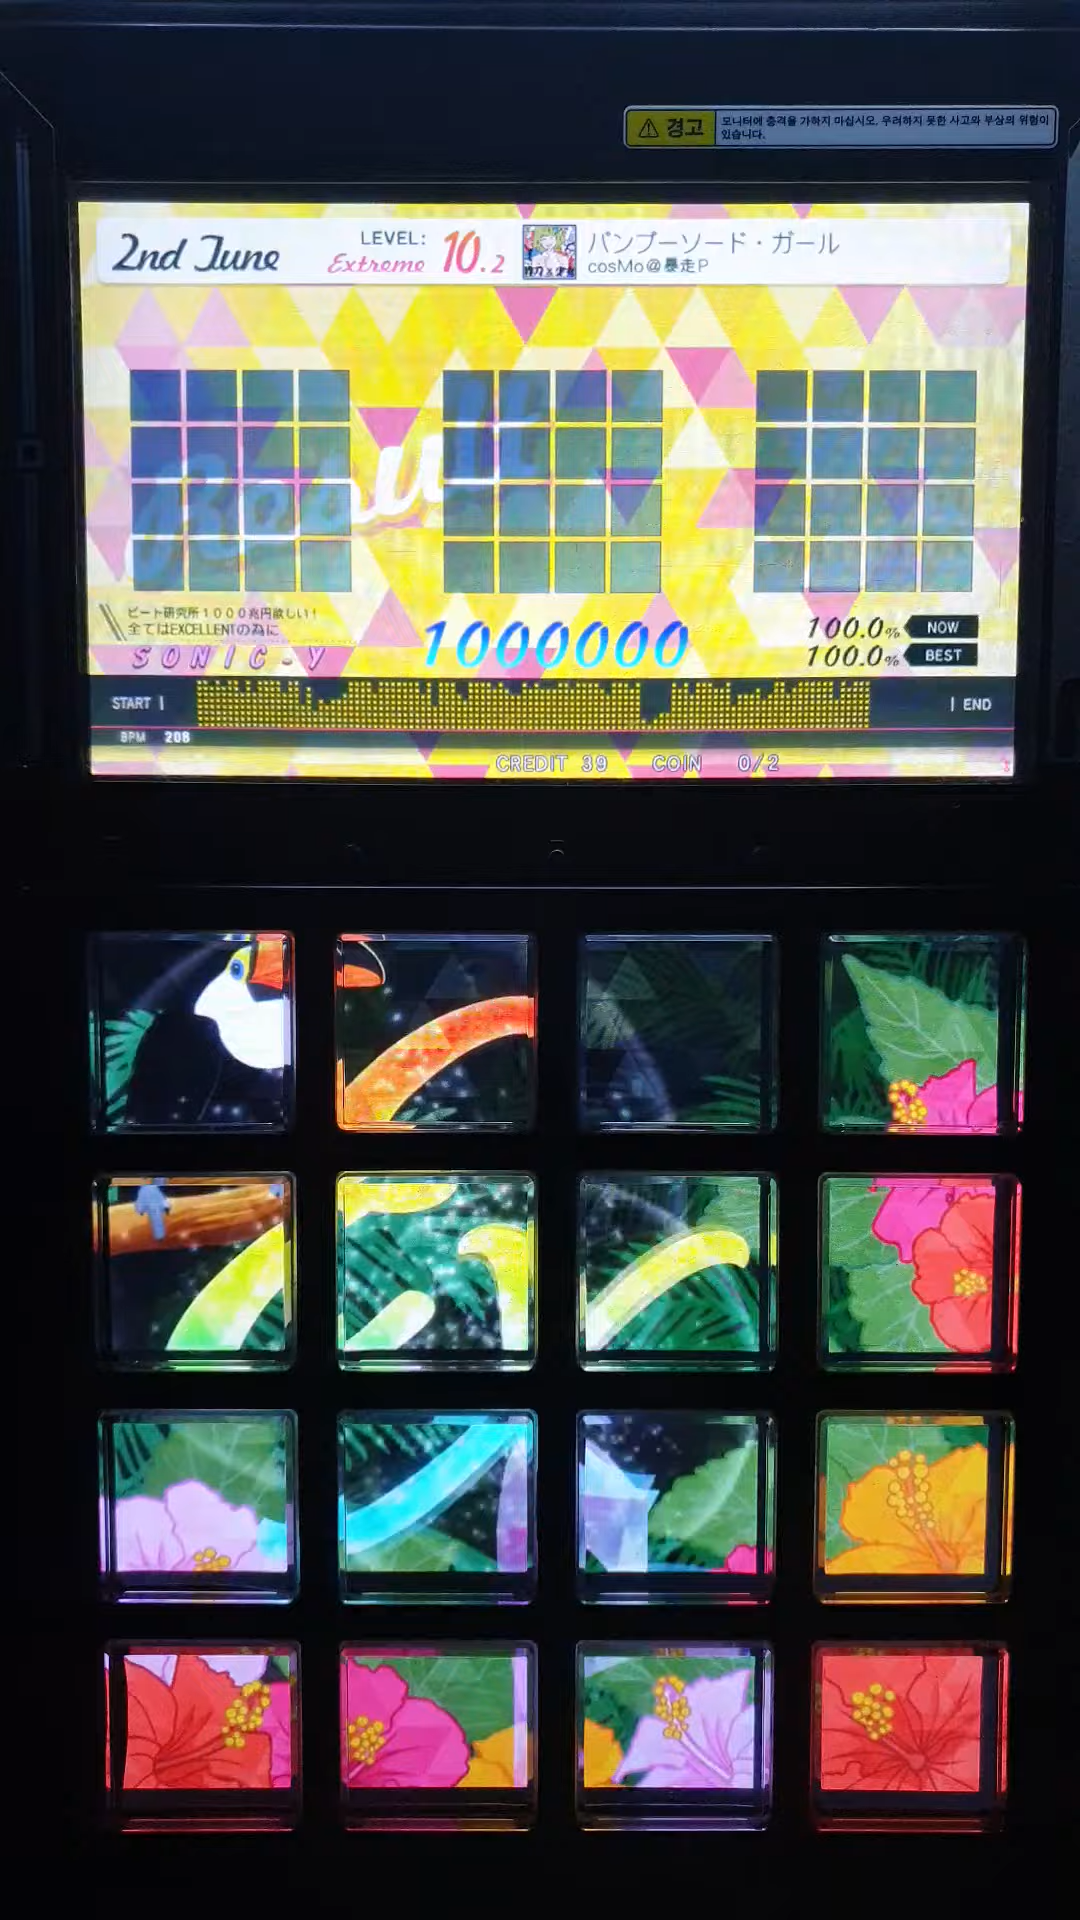 경고
모니터에 충격을 가하지 마십시오. 우려하지 못한 사고와 부상의 위험이
있습니다.
2nd Tune
LEVEL:
Extreme 10.2
バンブーソード・ガール
cosMo@暴走P
Result
ビート研究所１０００兆円欲しい！
全てはEXCELLENTの為に
SONIC-Y
1000000
100.0% NOW
100.0% BEST
START
END
BPM 208
CREDIT 39 COIN 0/2